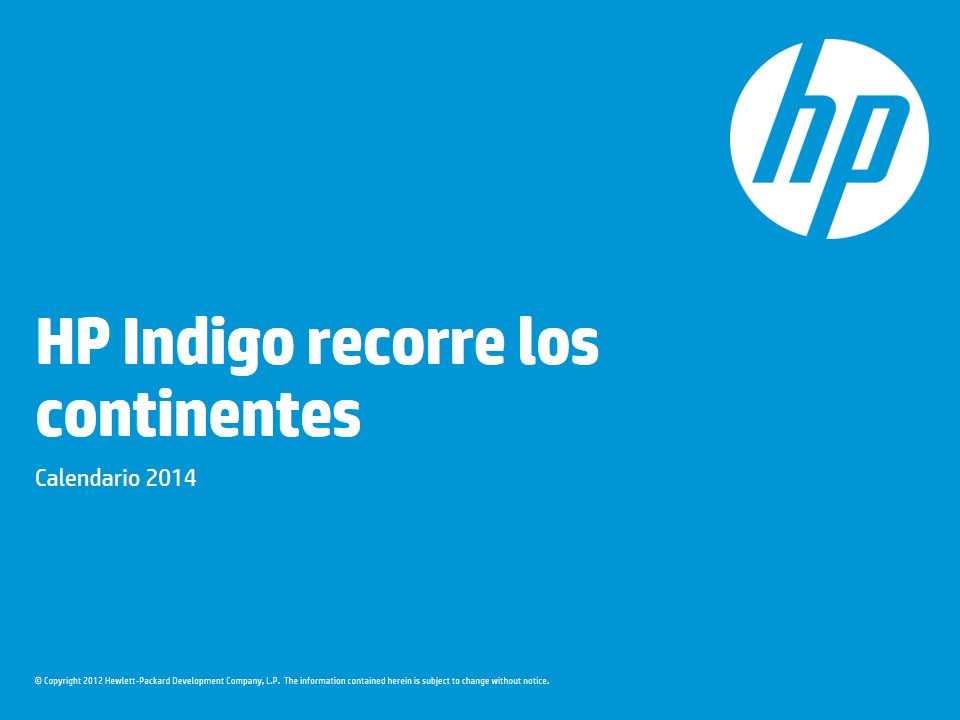 hp
HP Indigo recorre los
continentes
Calendario 2014
© Copyright 2012 Hewlett-Packard Development Company, L.P. The information contained herein is subject to change without notice.